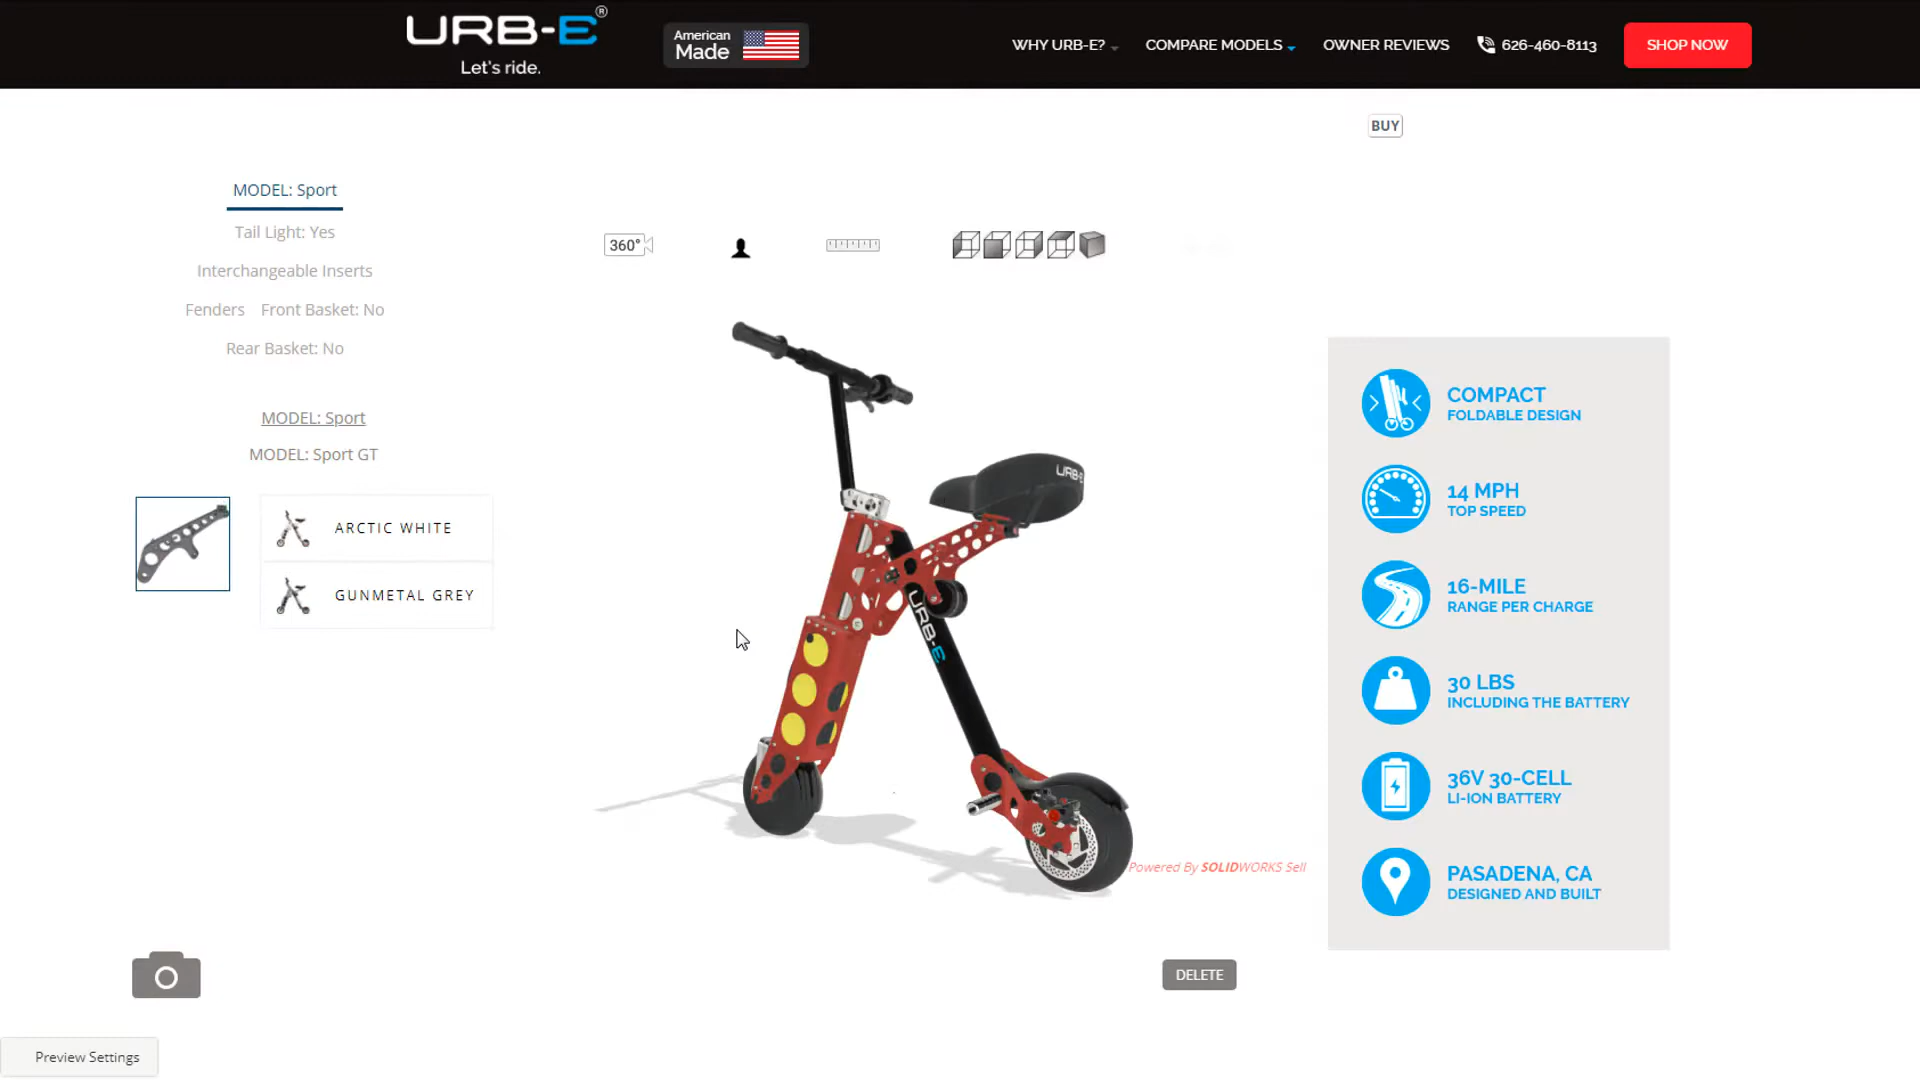 URB-E®
Let's ride.
American
Made
WHY URB-E?
COMPARE MODELS
OWNER REVIEWS
626-460-8113
SHOP NOW
BUY
MODEL: Sport
Tail Light: Yes
Interchangeable Inserts
Fenders Front Basket: No
Rear Basket: No
MODEL: Sport
MODEL: Sport GT
ARCTIC WHITE
GUNMETAL GREY
360°
URB-E
URB-E
Powered By SOLIDWORKS Sell
COMPACT
FOLDABLE DESIGN
14 MPH
TOP SPEED
16-MILE
RANGE PER CHARGE
30 LBS
INCLUDING THE BATTERY
36V 30-CELL
LI-ION BATTERY
PASADENA, CA
DESIGNED AND BUILT
DELETE
Preview Settings